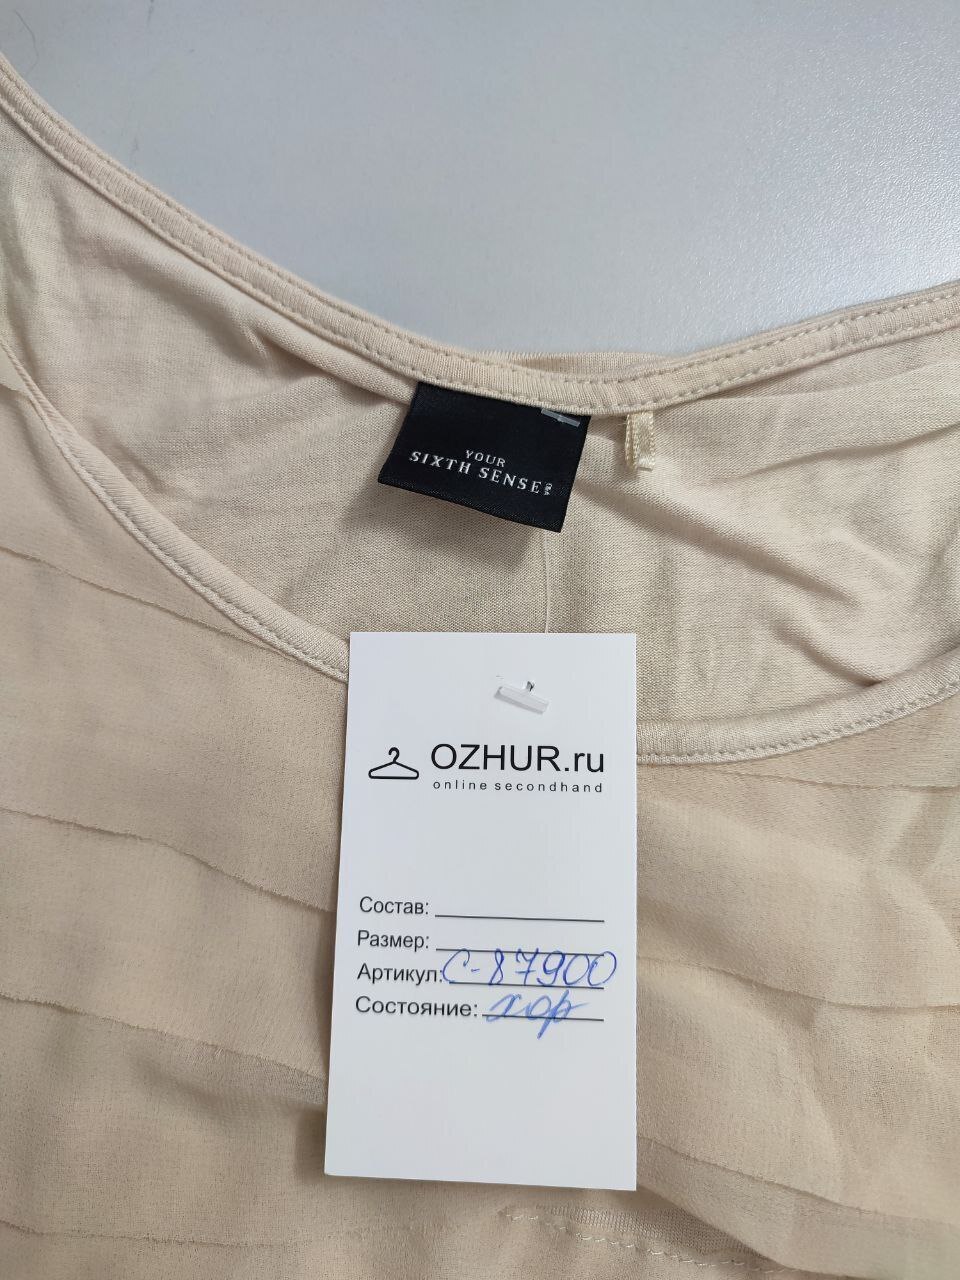 YOUR
SIXTH SENSE
OZHUR.ru
online secondhand
Состав:
Размер:
Артикул: С-87900
Состояние: хор